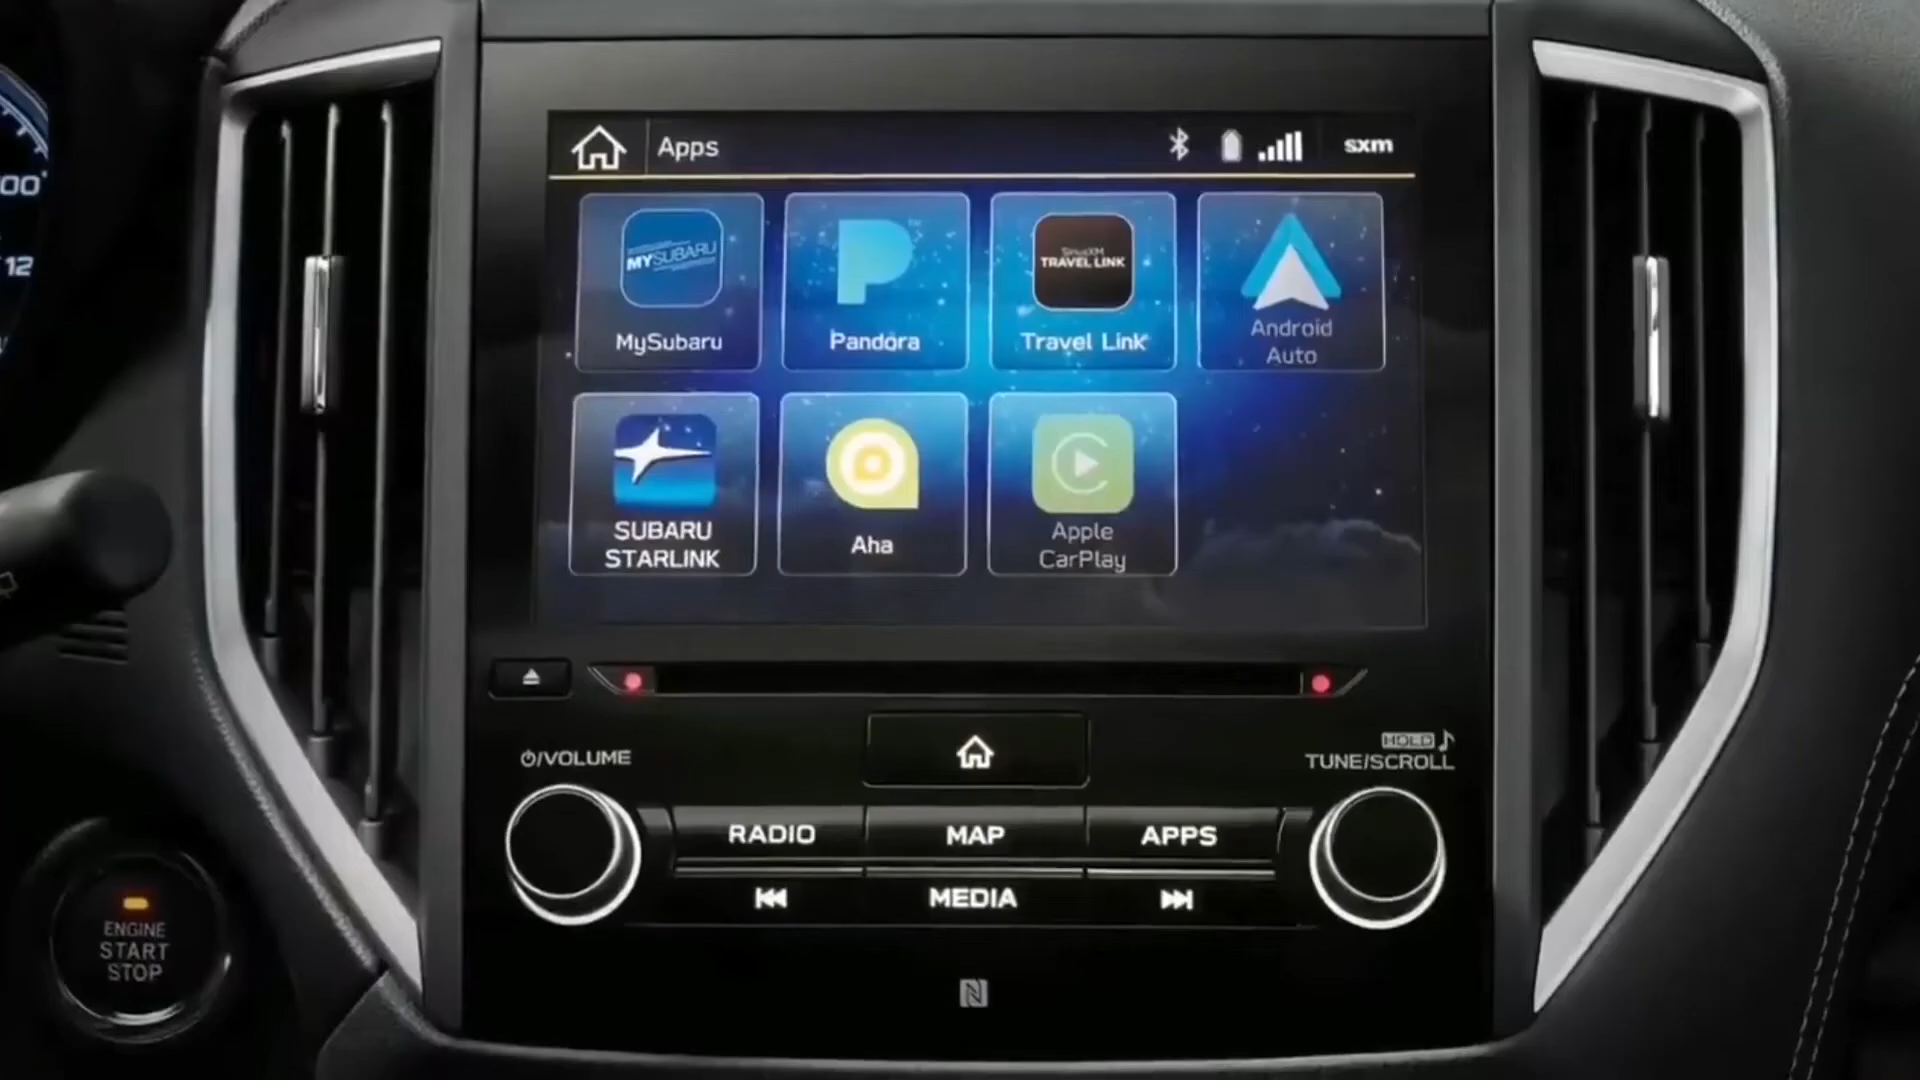 Apps
sxm
MYSUBARU
MySubaru
Pandora
SiriusXM
TRAVEL LINK
Travel Link
Android
Auto
SUBARU
STARLINK
Aha
Apple
CarPlay
/VOLUME
HOLD
TUNE/SCROLL
RADIO
MAP
APPS
MEDIA
ENGINE
START
STOP
12